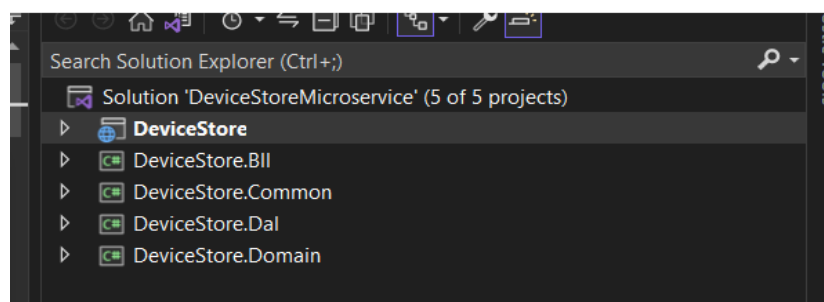 Search Solution Explorer (Ctrl+;)
Solution 'DeviceStoreMicroservice' (5 of 5 projects)
DeviceStore
C# DeviceStore.Bll
C# DeviceStore.Common
C# DeviceStore.Dal
C# DeviceStore.Domain